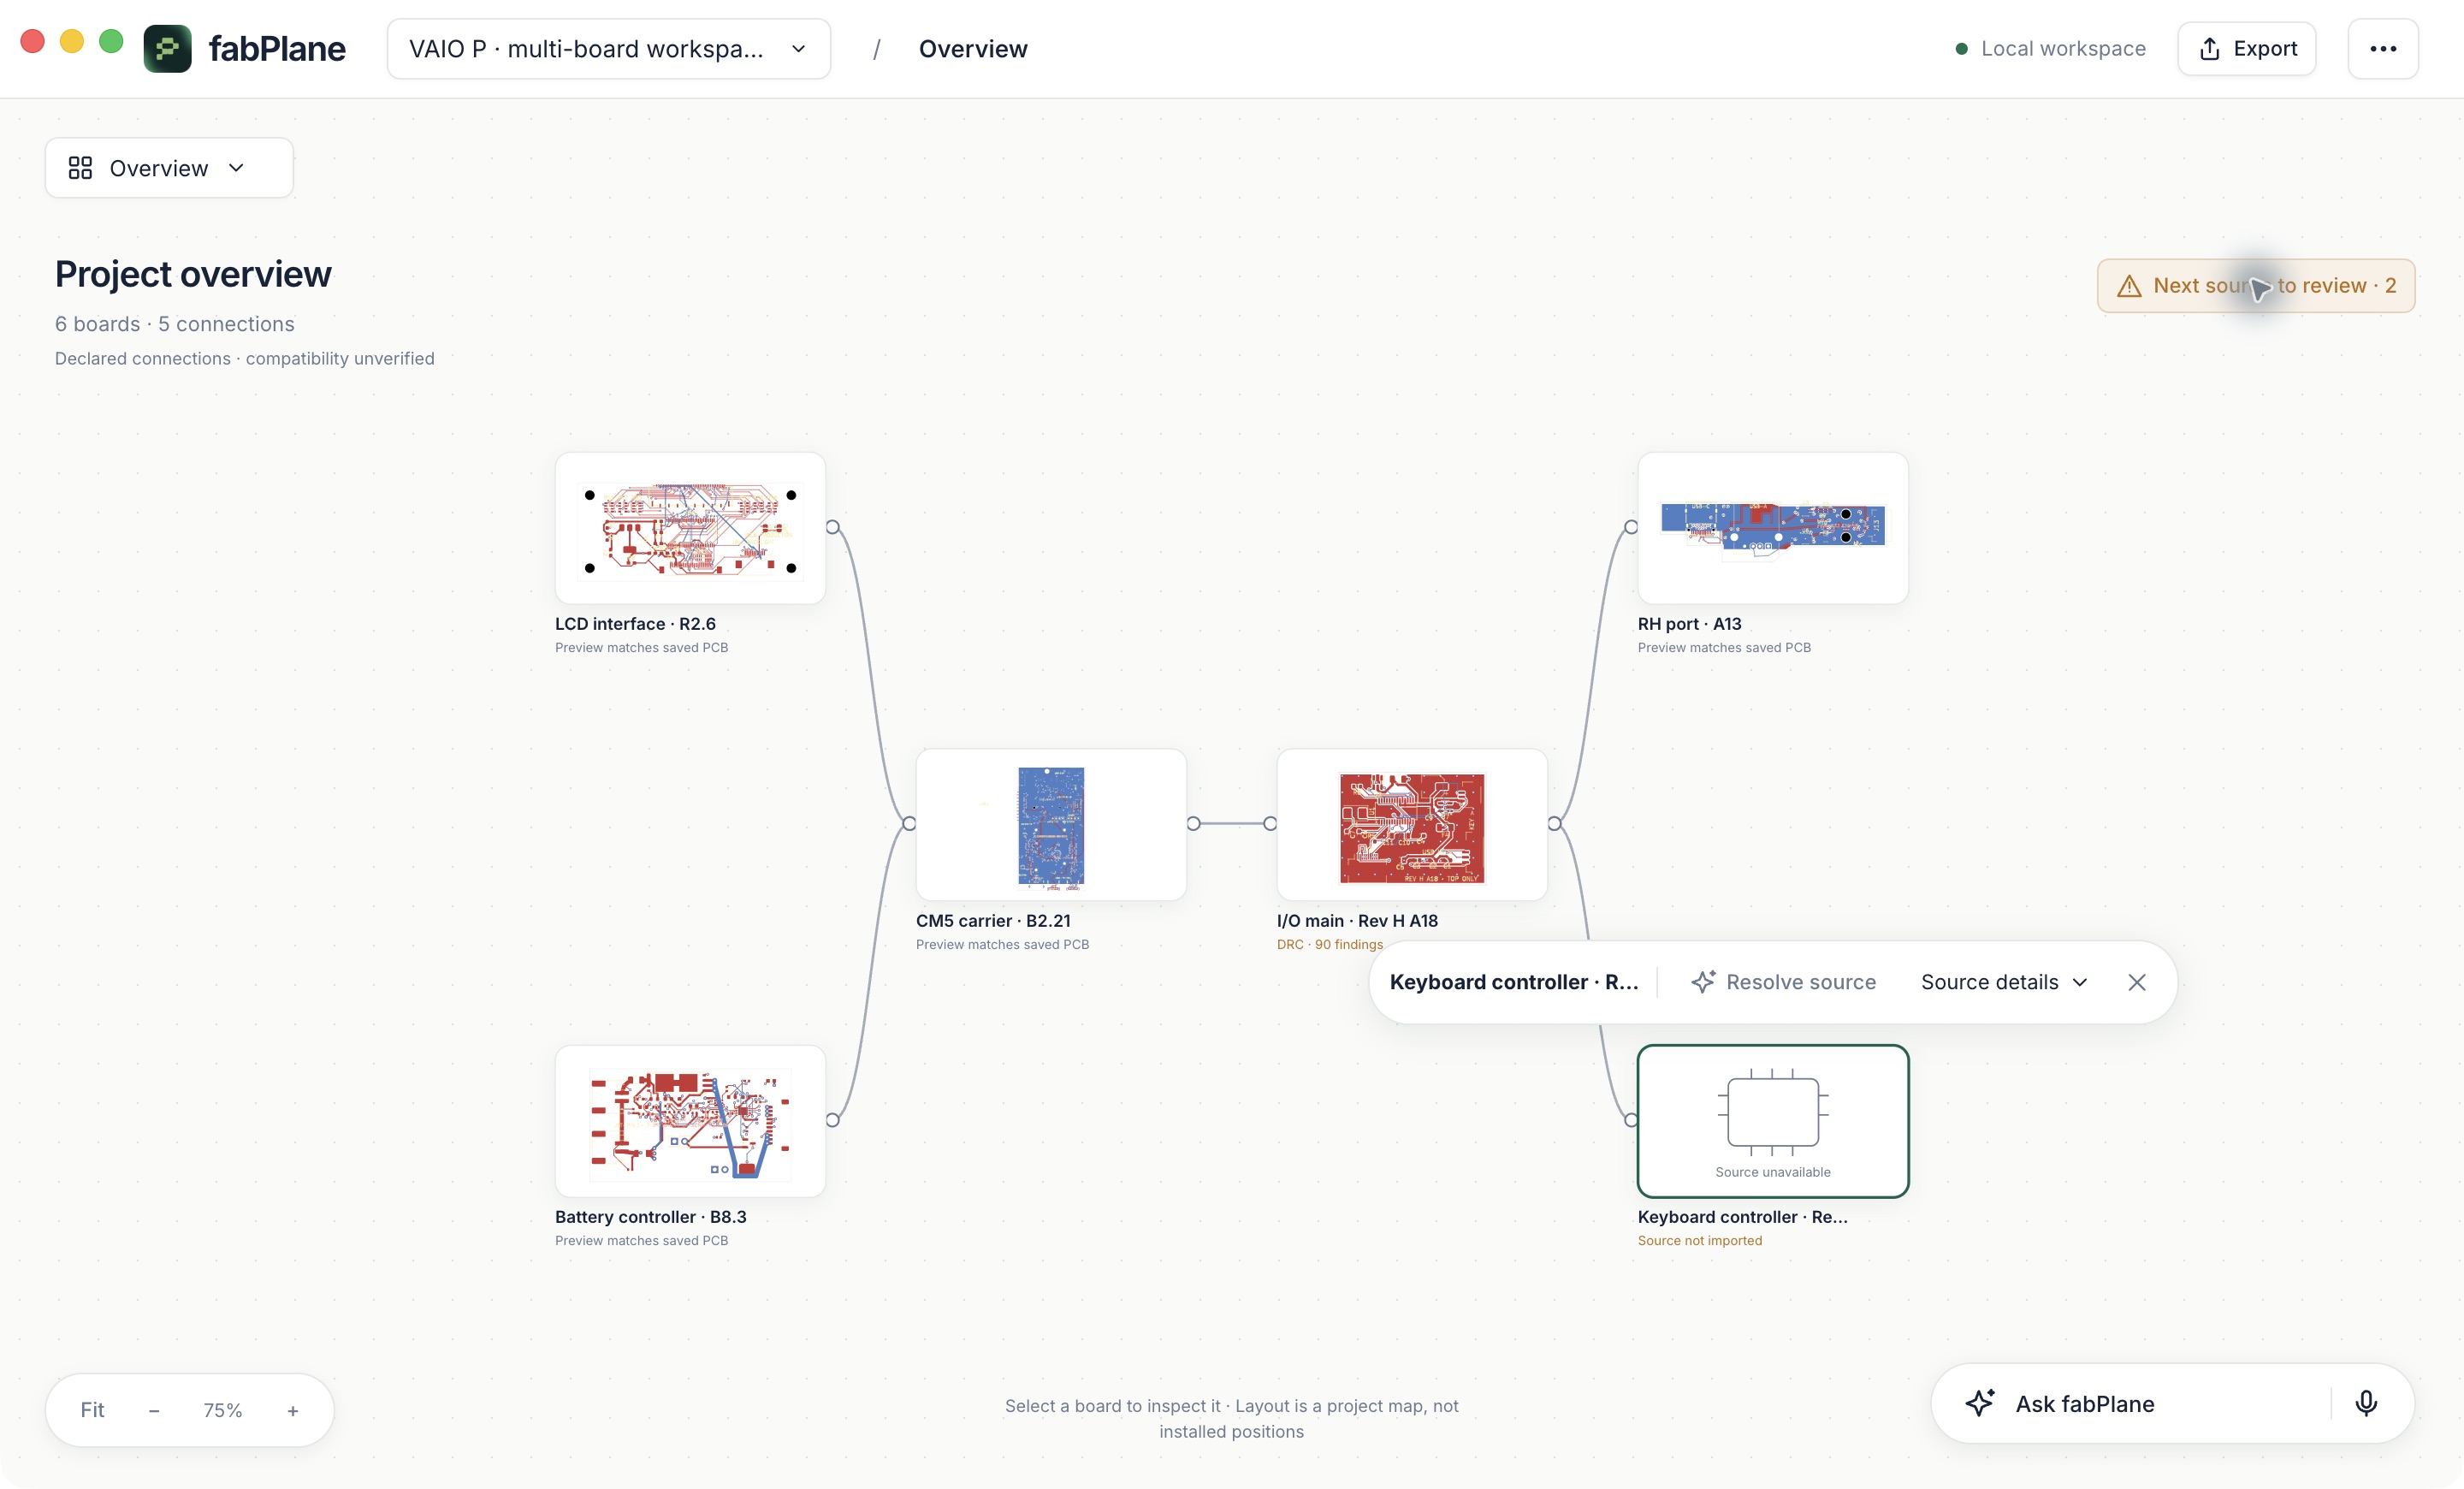 fabPlane
VAIO P · multi-board workspa...
/
Overview
Local workspace
Export
Overview
Project overview
6 boards · 5 connections
Declared connections · compatibility unverified
Next sour to review · 2
LCD interface · R2.6
Preview matches saved PCB
RH port · A13
Preview matches saved PCB
REV H A18 - TOP ONLY
CM5 carrier · B2.21
Preview matches saved PCB
I/O main · Rev H A18
DRC · 90 findings
Keyboard controller · R...
Resolve source
Source details
Source unavailable
Battery controller · B8.3
Preview matches saved PCB
Keyboard controller · Re...
Source not imported
Fit
−
75%
+
Select a board to inspect it · Layout is a project map, not
installed positions
Ask fabPlane